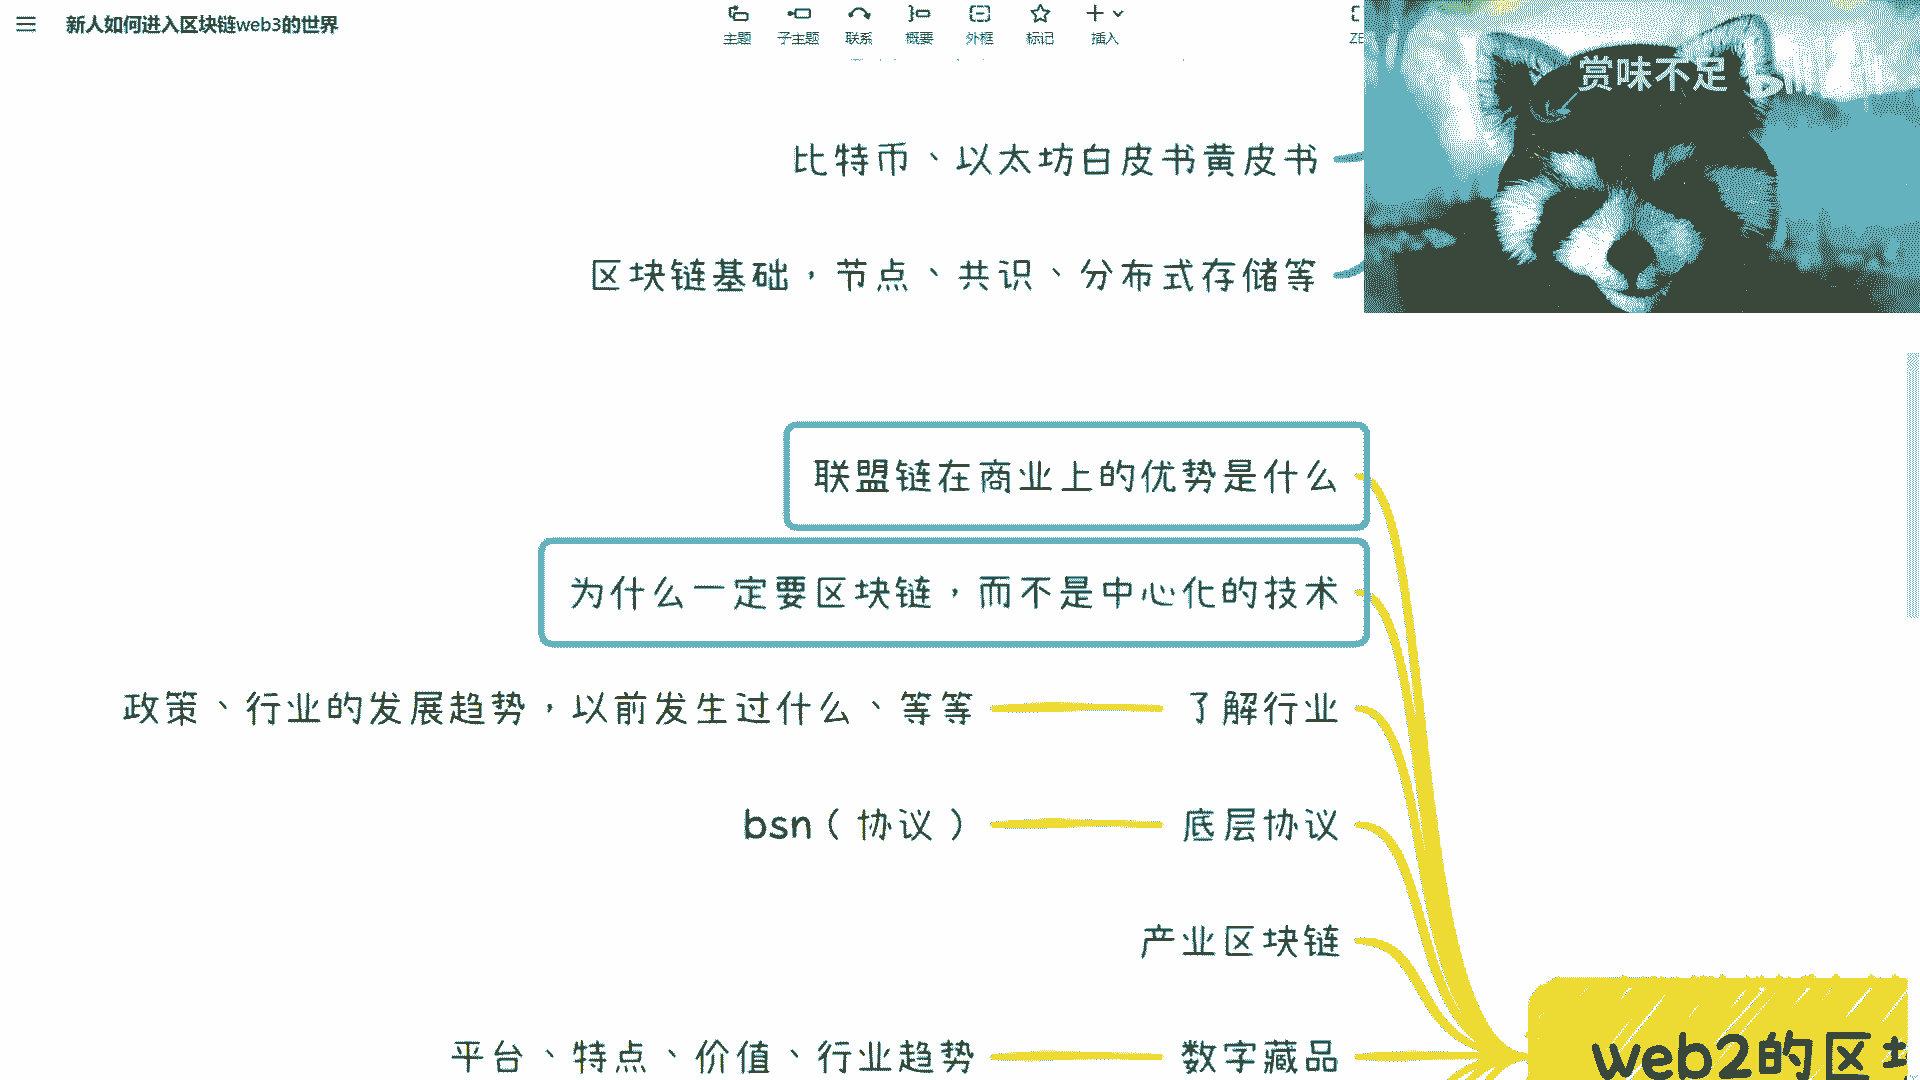 新人如何进入区块链web3的世界
主题 子主题 联系 概要 外框 标记 插入
赏味不足
比特币、以太坊白皮书黄皮书
区块链基础，节点、共识、分布式存储等
联盟链在商业上的优势是什么
为什么一定要区块链，而不是中心化的技术
政策、行业的发展趋势，以前发生过什么、等等 了解行业
bsn（协议） 底层协议
产业区块链
平台、特点、价值、行业趋势 数字藏品
web2的区